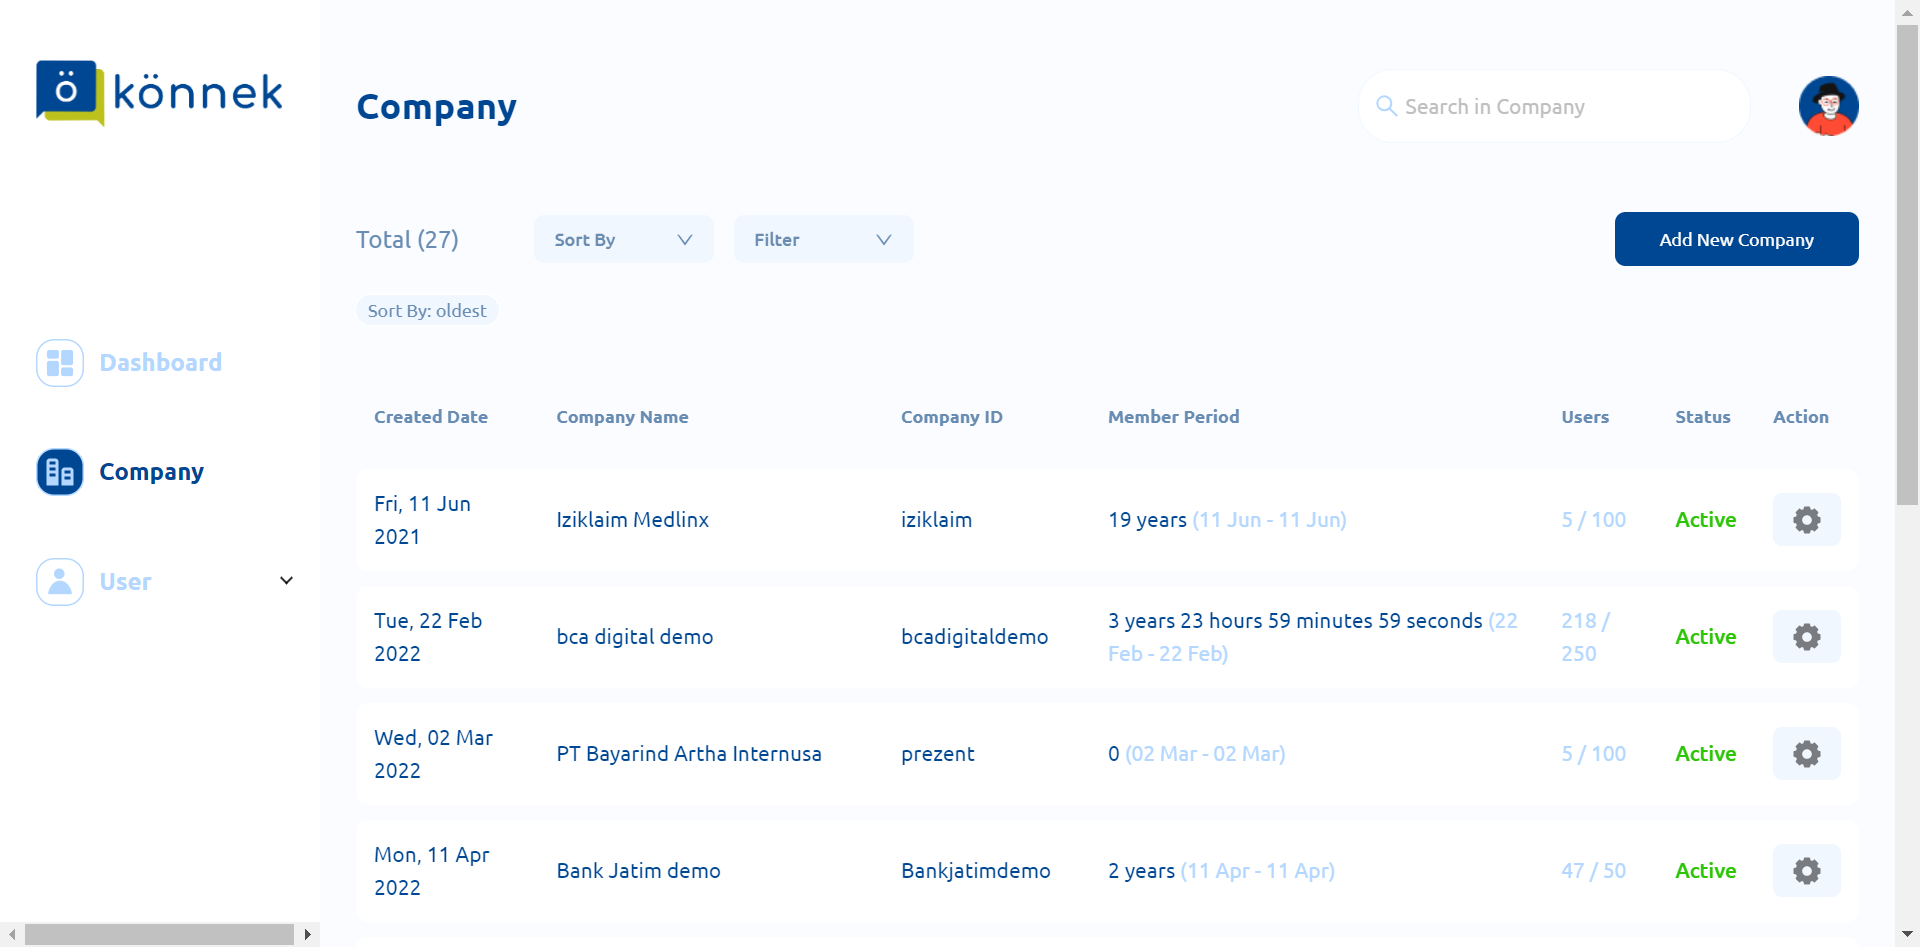 ö könnek
Company
Search in Company
Total (27)
Sort By
Filter
Add New Company
Sort By: oldest
Dashboard
Company
User
Created Date Company Name Company ID Member Period Users Status Action
Fri, 11 Jun
2021
Iziklaim Medlinx
iziklaim
19 years (11 Jun - 11 Jun)
5 / 100
Active
Tue, 22 Feb
2022
bca digital demo
bcadigitaldemo
3 years 23 hours 59 minutes 59 seconds (22
Feb - 22 Feb)
218 /
250
Active
Wed, 02 Mar
2022
PT Bayarind Artha Internusa
prezent
0 (02 Mar - 02 Mar)
5 / 100
Active
Mon, 11 Apr
2022
Bank Jatim demo
Bankjatimdemo
2 years (11 Apr - 11 Apr)
47 / 50
Active